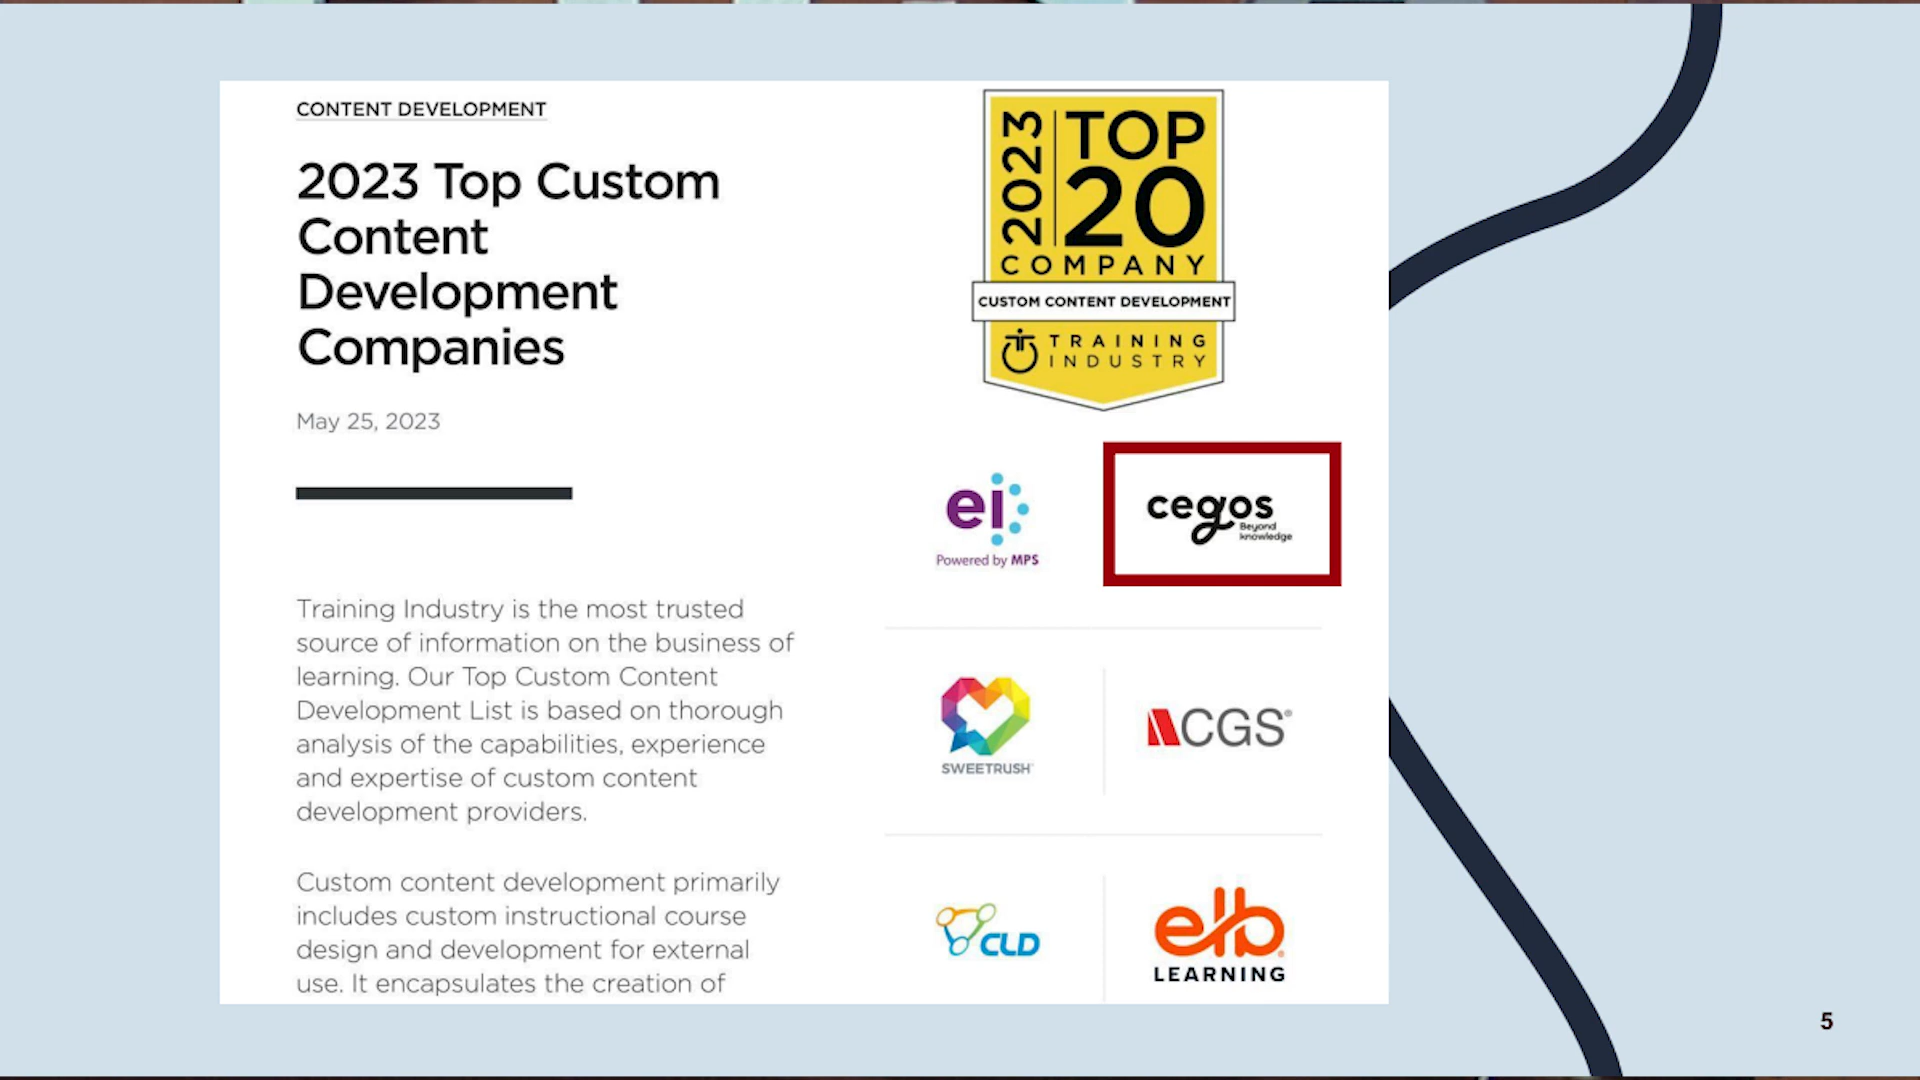 CONTENT DEVELOPMENT
2023 Top Custom
Content
Development
Companies
May 25, 2023
Training Industry is the most trusted
source of information on the business of
learning. Our Top Custom Content
Development List is based on thorough
analysis of the capabilities, experience
and expertise of custom content
development providers.
Custom content development primarily
includes custom instructional course
design and development for external
use. It encapsulates the creation of
2023
TOP
20
COMPANY
CUSTOM CONTENT DEVELOPMENT
TRAINING
INDUSTRY
ei
Powered by MPS
cegos
Beyond
knowledge
SWEETRUSH
CGS®
CLD
elb
LEARNING
5